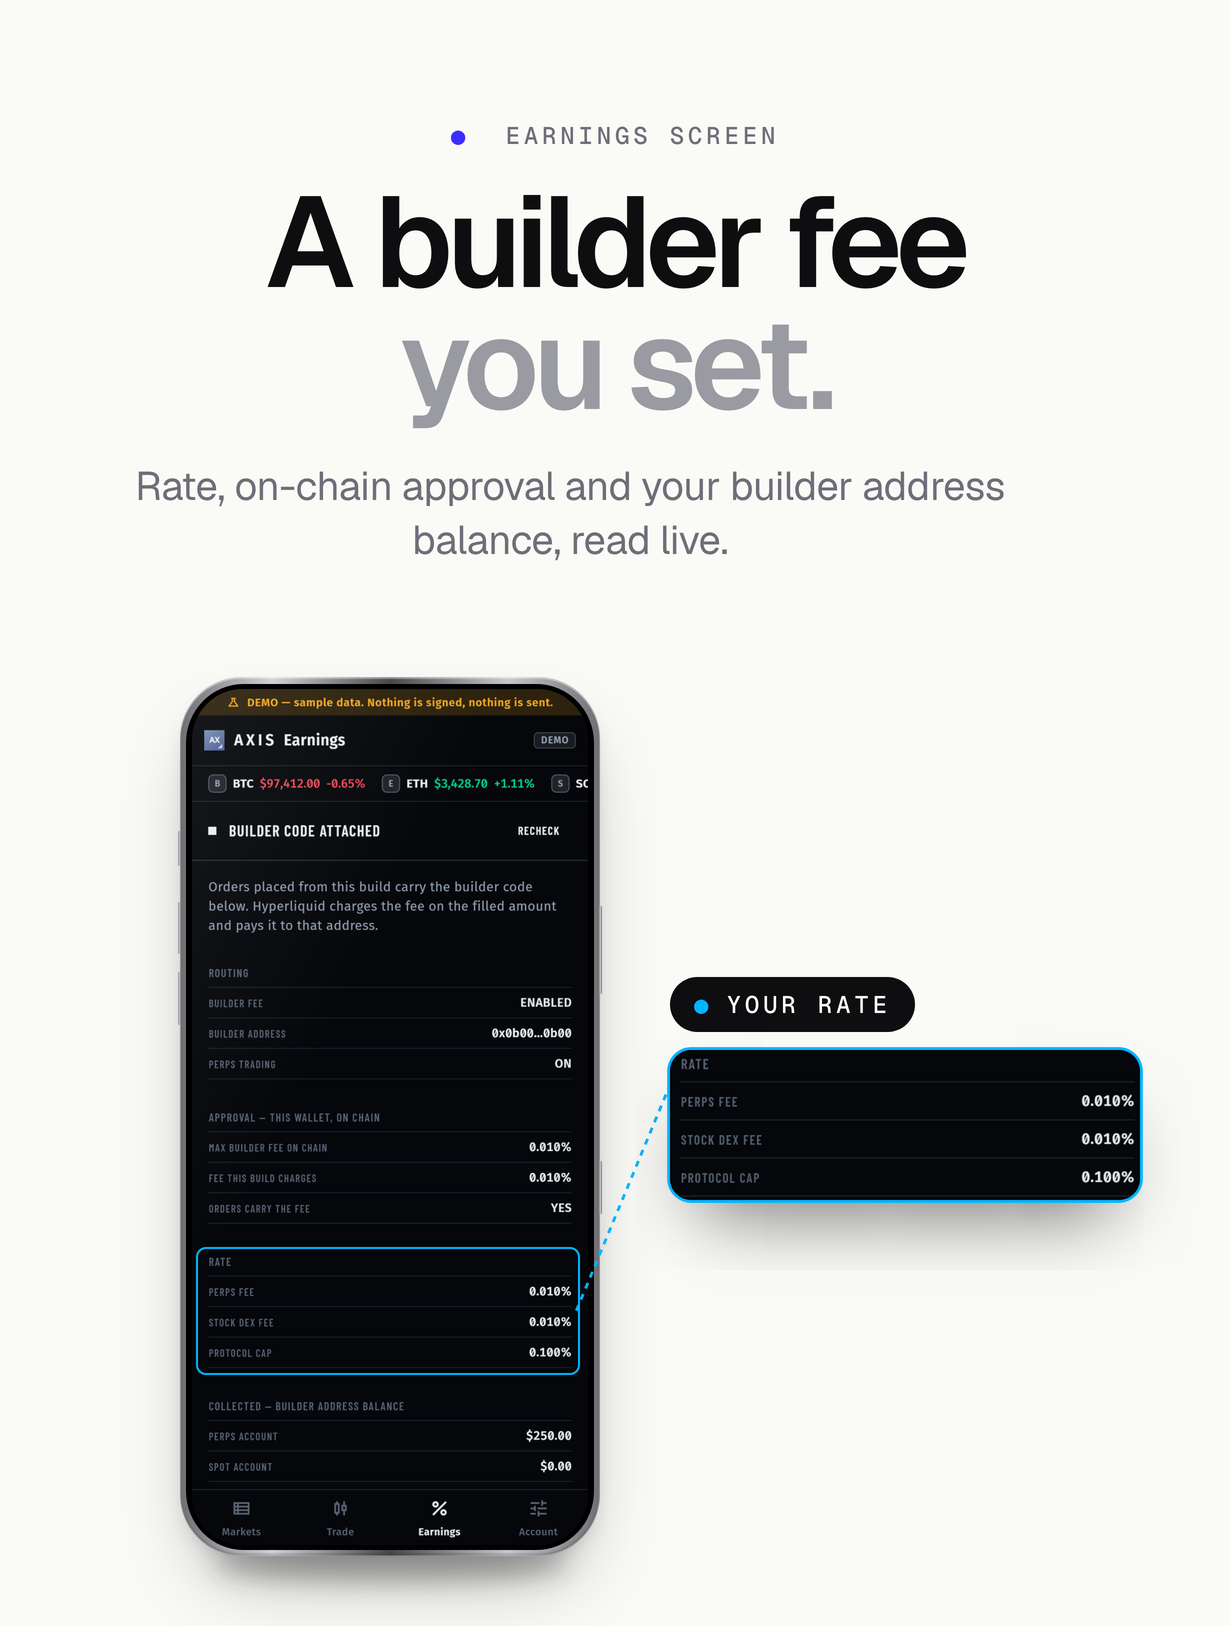 EARNINGS SCREEN
A builder fee
you set.
Rate, on-chain approval and your builder address
balance, read live.
DEMO — sample data. Nothing is signed, nothing is sent.
AX AXIS Earnings DEMO
B BTC $97,412.00 -0.65% E ETH $3,428.70 +1.11% S
BUILDER CODE ATTACHED RECHECK
Orders placed from this build carry the builder code
below. Hyperliquid charges the fee on the filled amount
and pays it to that address.
ROUTING
BUILDER FEE ENABLED
BUILDER ADDRESS 0x0b00…0b00
PERPS TRADING ON
APPROVAL — THIS WALLET, ON CHAIN
MAX BUILDER FEE ON CHAIN 0.010%
FEE THIS BUILD CHARGES 0.010%
ORDERS CARRY THE FEE YES
RATE
PERPS FEE 0.010%
STOCK DEX FEE 0.010%
PROTOCOL CAP 0.100%
COLLECTED — BUILDER ADDRESS BALANCE
PERPS ACCOUNT $250.00
SPOT ACCOUNT $0.00
Markets Trade Earnings Account
YOUR RATE
RATE
PERPS FEE 0.010%
STOCK DEX FEE 0.010%
PROTOCOL CAP 0.100%